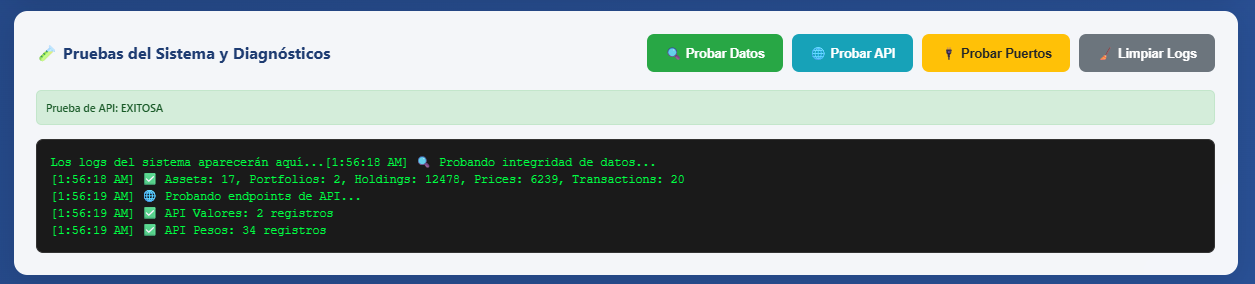 🧪 Pruebas del Sistema y Diagnósticos
🔍 Probar Datos
🌐 Probar API
🔌 Probar Puertos
🧹 Limpiar Logs
Prueba de API: EXITOSA
Los logs del sistema aparecerán aquí...[1:56:18 AM] 🔍 Probando integridad de datos...
[1:56:18 AM] ✅ Assets: 17, Portfolios: 2, Holdings: 12478, Prices: 6239, Transactions: 20
[1:56:19 AM] 🌐 Probando endpoints de API...
[1:56:19 AM] ✅ API Valores: 2 registros
[1:56:19 AM] ✅ API Pesos: 34 registros